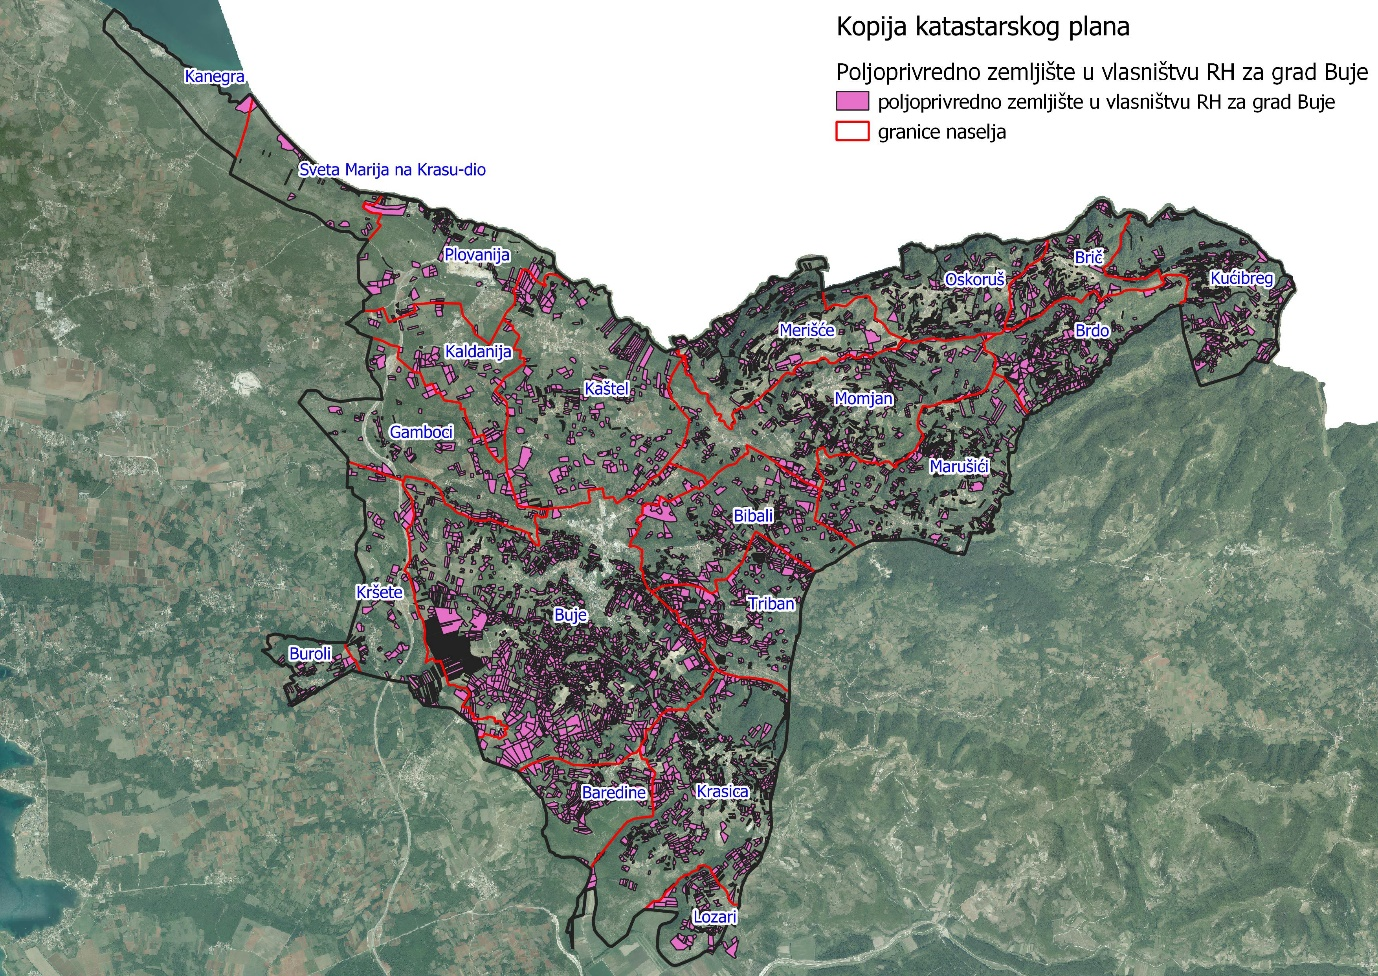 Kopija katastarskog plana
Poljoprivredno zemljište u vlasništvu RH za grad Buje
poljoprivredno zemljište u vlasništvu RH za grad Buje
granice naselja
Kanegra
Sveta Marija na Krasu-dio
Plovanija
Brič
Oskoruš
Kućibreg
Merišće
Brdo
Kaldanija
Kaštel
Momjan
Gamboci
Marušići
Bibali
Kršete
Triban
Buje
Buroli
Baredine
Krasica
Lozari